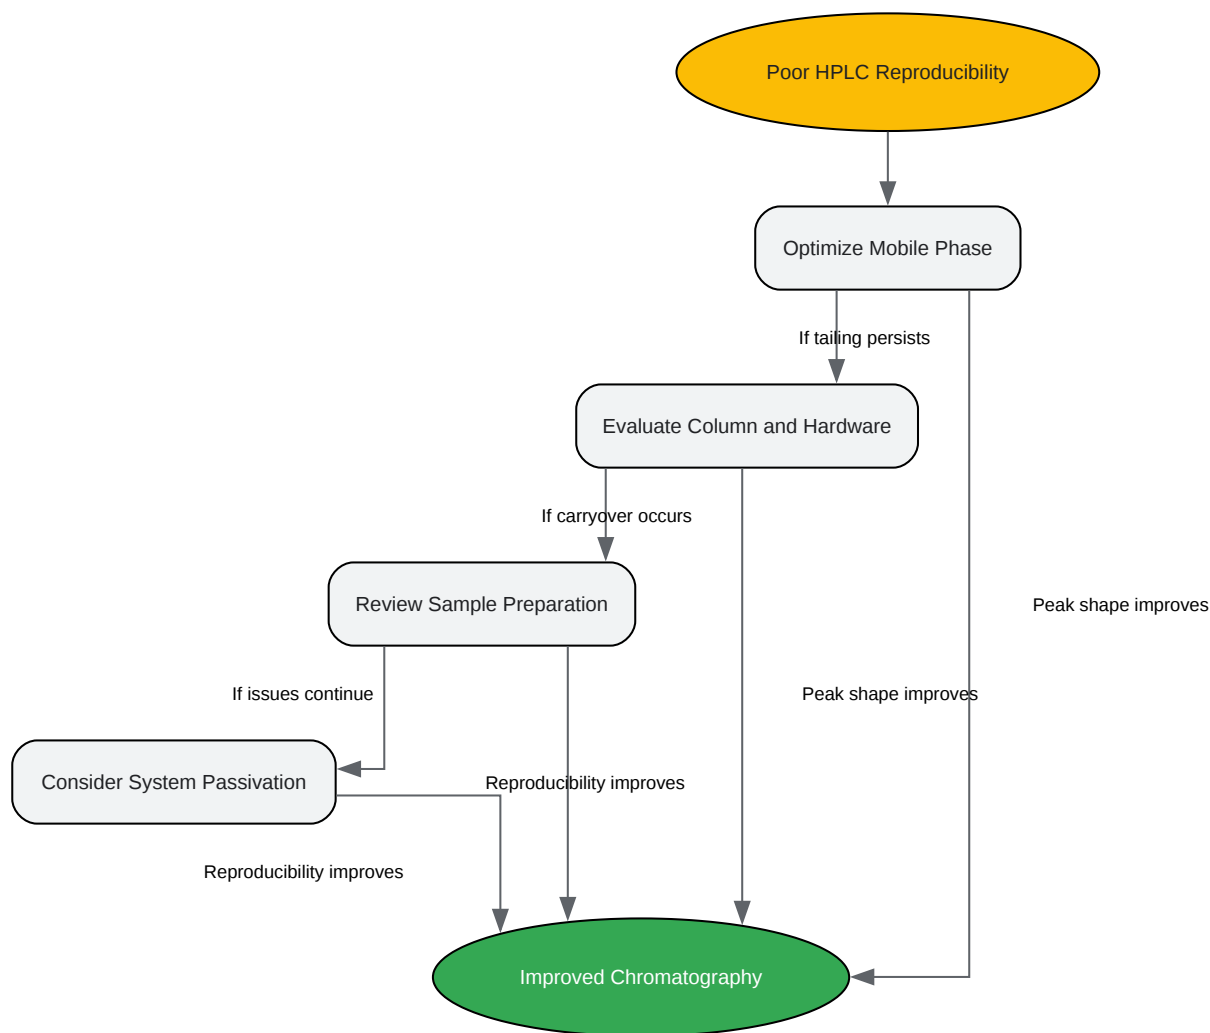 Poor HPLC Reproducibility
Optimize Mobile Phase
If tailing persists
Evaluate Column and Hardware
If carryover occurs
Review Sample Preparation
Peak shape improves
If issues continue
Peak shape improves
Consider System Passivation
Reproducibility improves
Reproducibility improves
Improved Chromatography